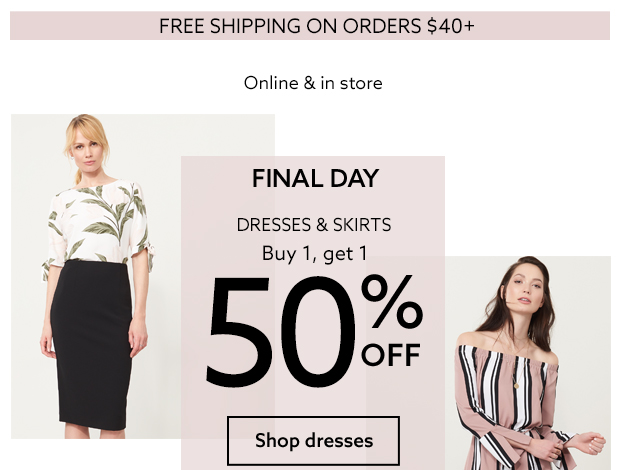 FREE SHIPPING ON ORDERS $40+
Online & in store
FINAL DAY
DRESSES & SKIRTS
Buy 1, get 1
50% OFF
Shop dresses